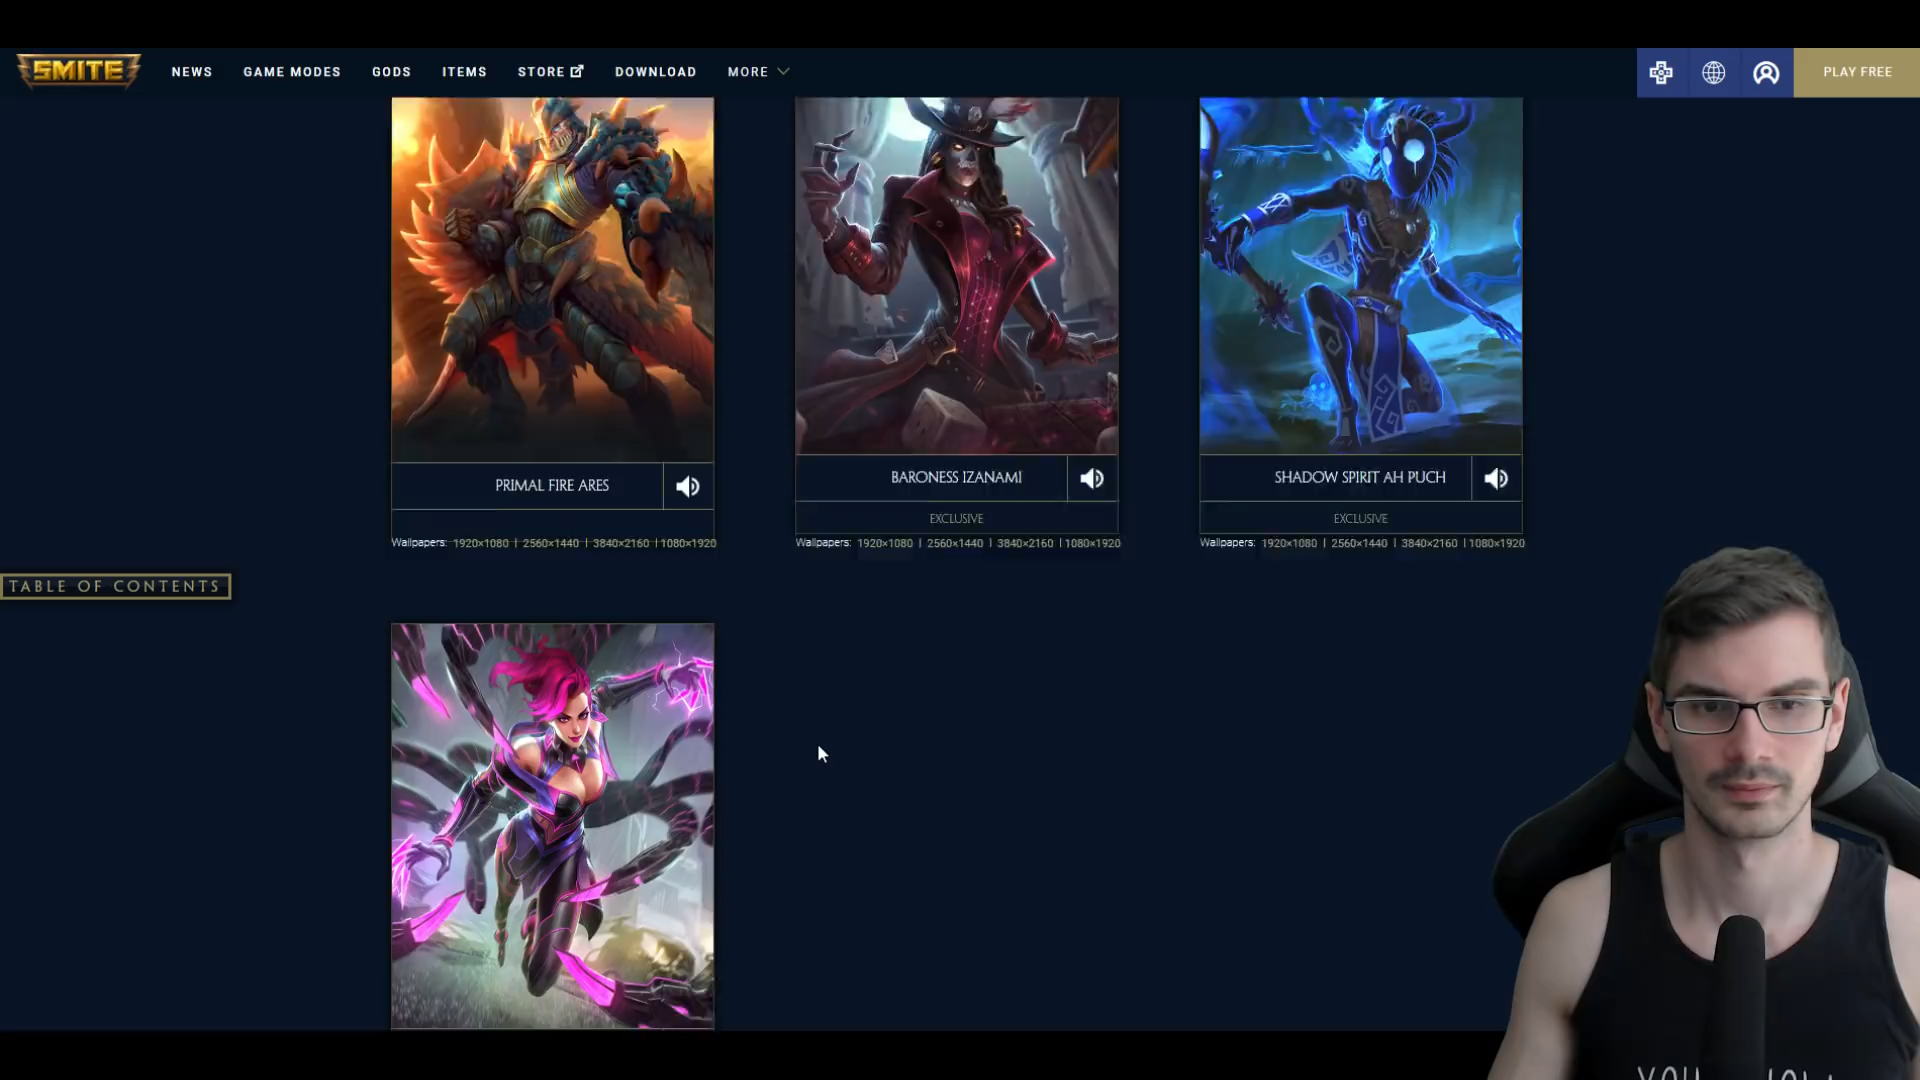 SMITE NEWS GAME MODES GODS ITEMS STORE DOWNLOAD MORE PLAY FREE
PRIMAL FIRE ARES
BARONESS IZANAMI
SHADOW SPIRIT AH PUCH
EXCLUSIVE
EXCLUSIVE
Wallpapers: 1920×1080 | 2560×1440 | 3840×2160 | 1080×1920
Wallpapers: 1920×1080 | 2560×1440 | 3840×2160 | 1080×1920
Wallpapers: 1920×1080 | 2560×1440 | 3840×2160 | 1080×1920
TABLE OF CONTENTS